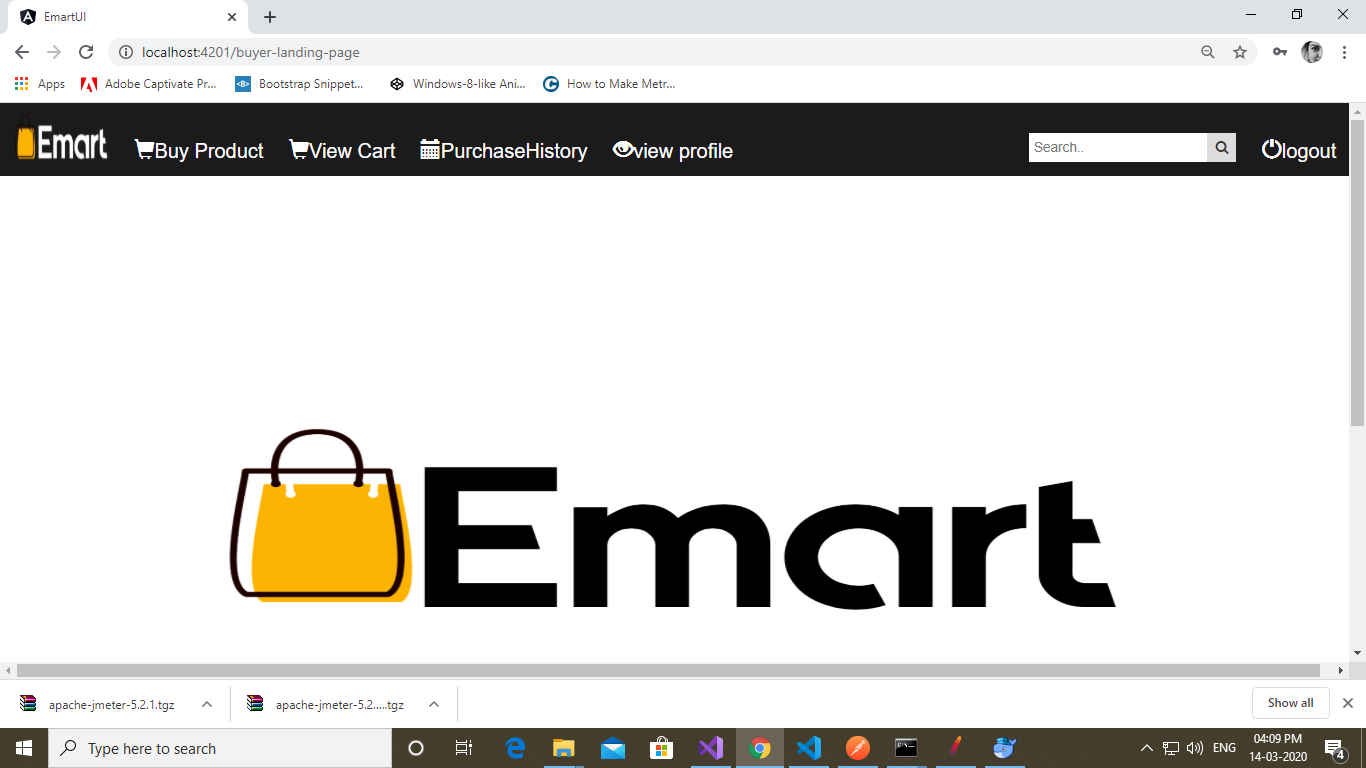 EmartUI
localhost:4201/buyer-landing-page
Apps Adobe Captivate Pr... <B> Bootstrap Snippet... Windows-8-like Ani... C How to Make Metr...
Emart Buy Product View Cart PurchaseHistory view profile Search.. logout
Emart
apache-jmeter-5.2.1.tgz apache-jmeter-5.2.....tgz Show all
Type here to search ENG 04:09 PM
14-03-2020 4